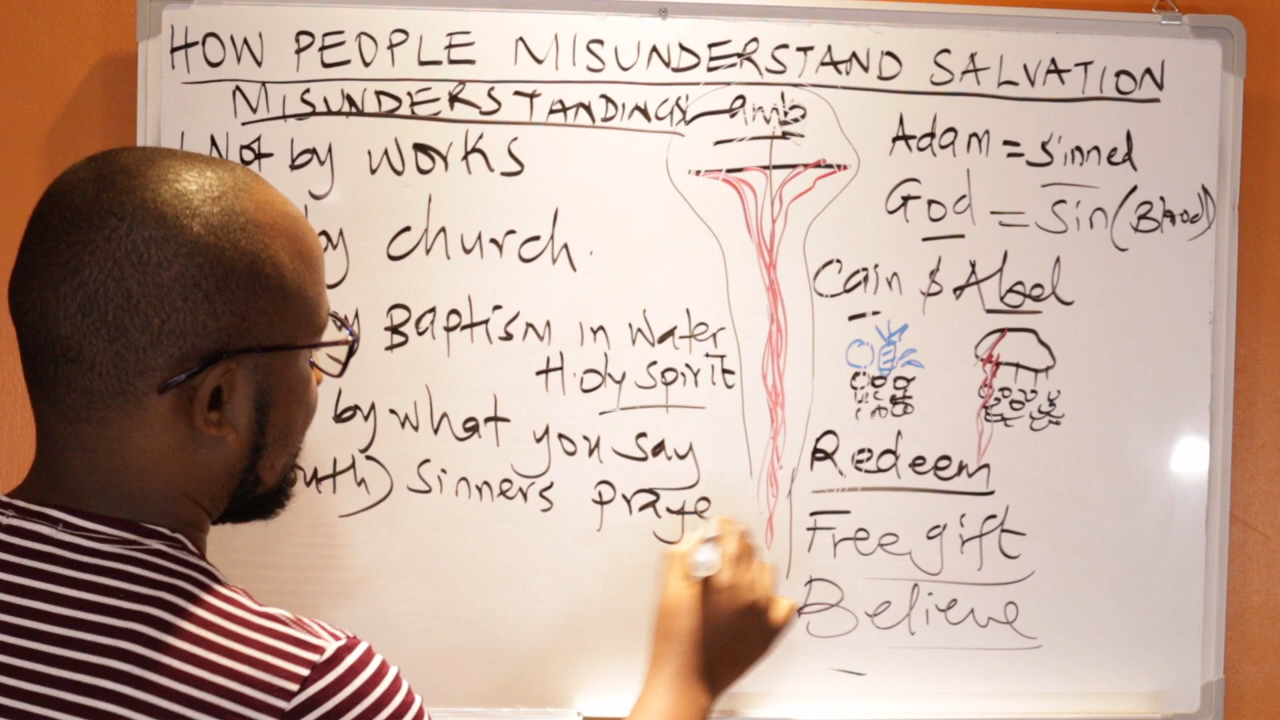 HOW PEOPLE MISUNDERSTAND SALVATION
MISUNDERSTANDINGS
1 Not by works
by church.
by Baptism in water
Holy spirit
by what you say
outh) sinners praye
Lamb
Adam = sinned
God = Sin (Blood)
Cain & Abel
Redeem
Free gift
Believe